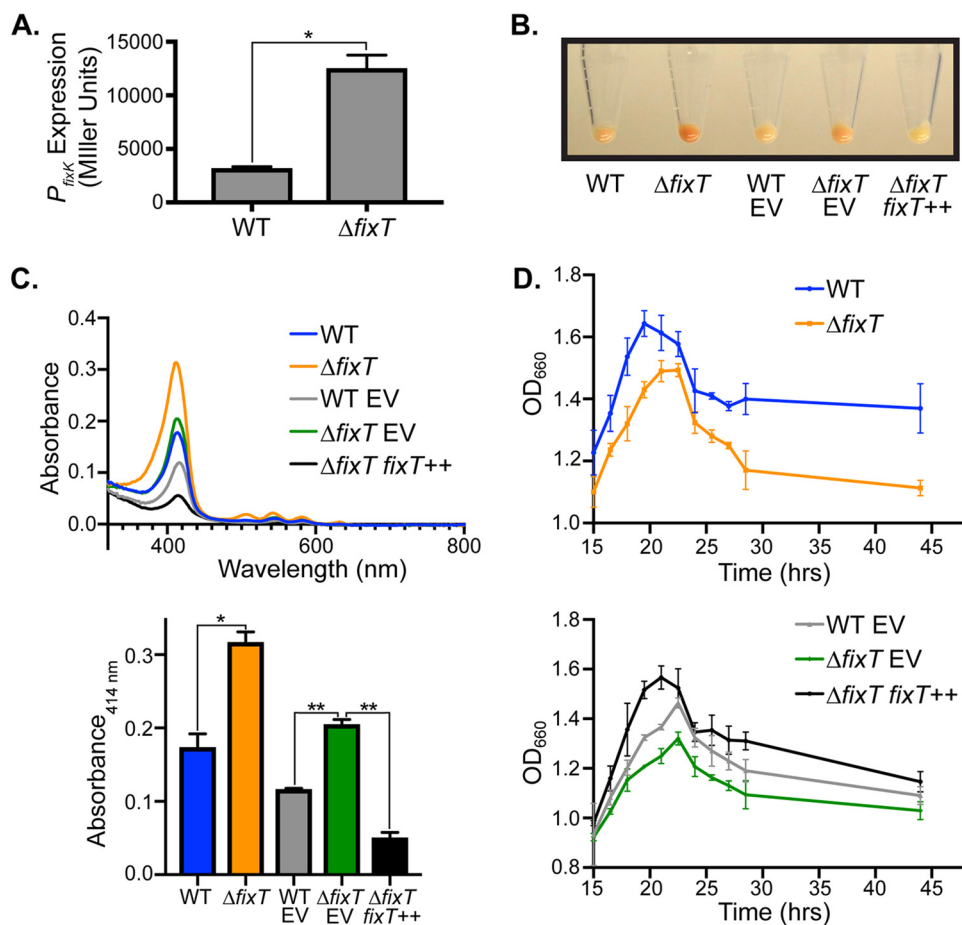 A.
15000
10000
5000
0
P_fixK Expression
(Miller Units)
*
WT
ΔfixT
B.
WT
ΔfixT
WT
EV
ΔfixT
EV
ΔfixT
fixT++
C.
0.4
0.3
0.2
0.1
0.0
Absorbance
400
600
800
Wavelength (nm)
WT
ΔfixT
WT EV
ΔfixT EV
ΔfixT fixT++
0.3
0.2
0.1
0.0
Absorbance414 nm
*
**
**
WT
ΔfixT
WT
EV
ΔfixT
EV
ΔfixT
fixT++
D.
1.8
1.6
1.4
1.2
1.0
OD660
WT
ΔfixT
15
20
25
30
35
40
45
Time (hrs)
1.8
1.6
1.4
1.2
1.0
0.8
OD660
WT EV
ΔfixT EV
ΔfixT fixT++
15
20
25
30
35
40
45
Time (hrs)